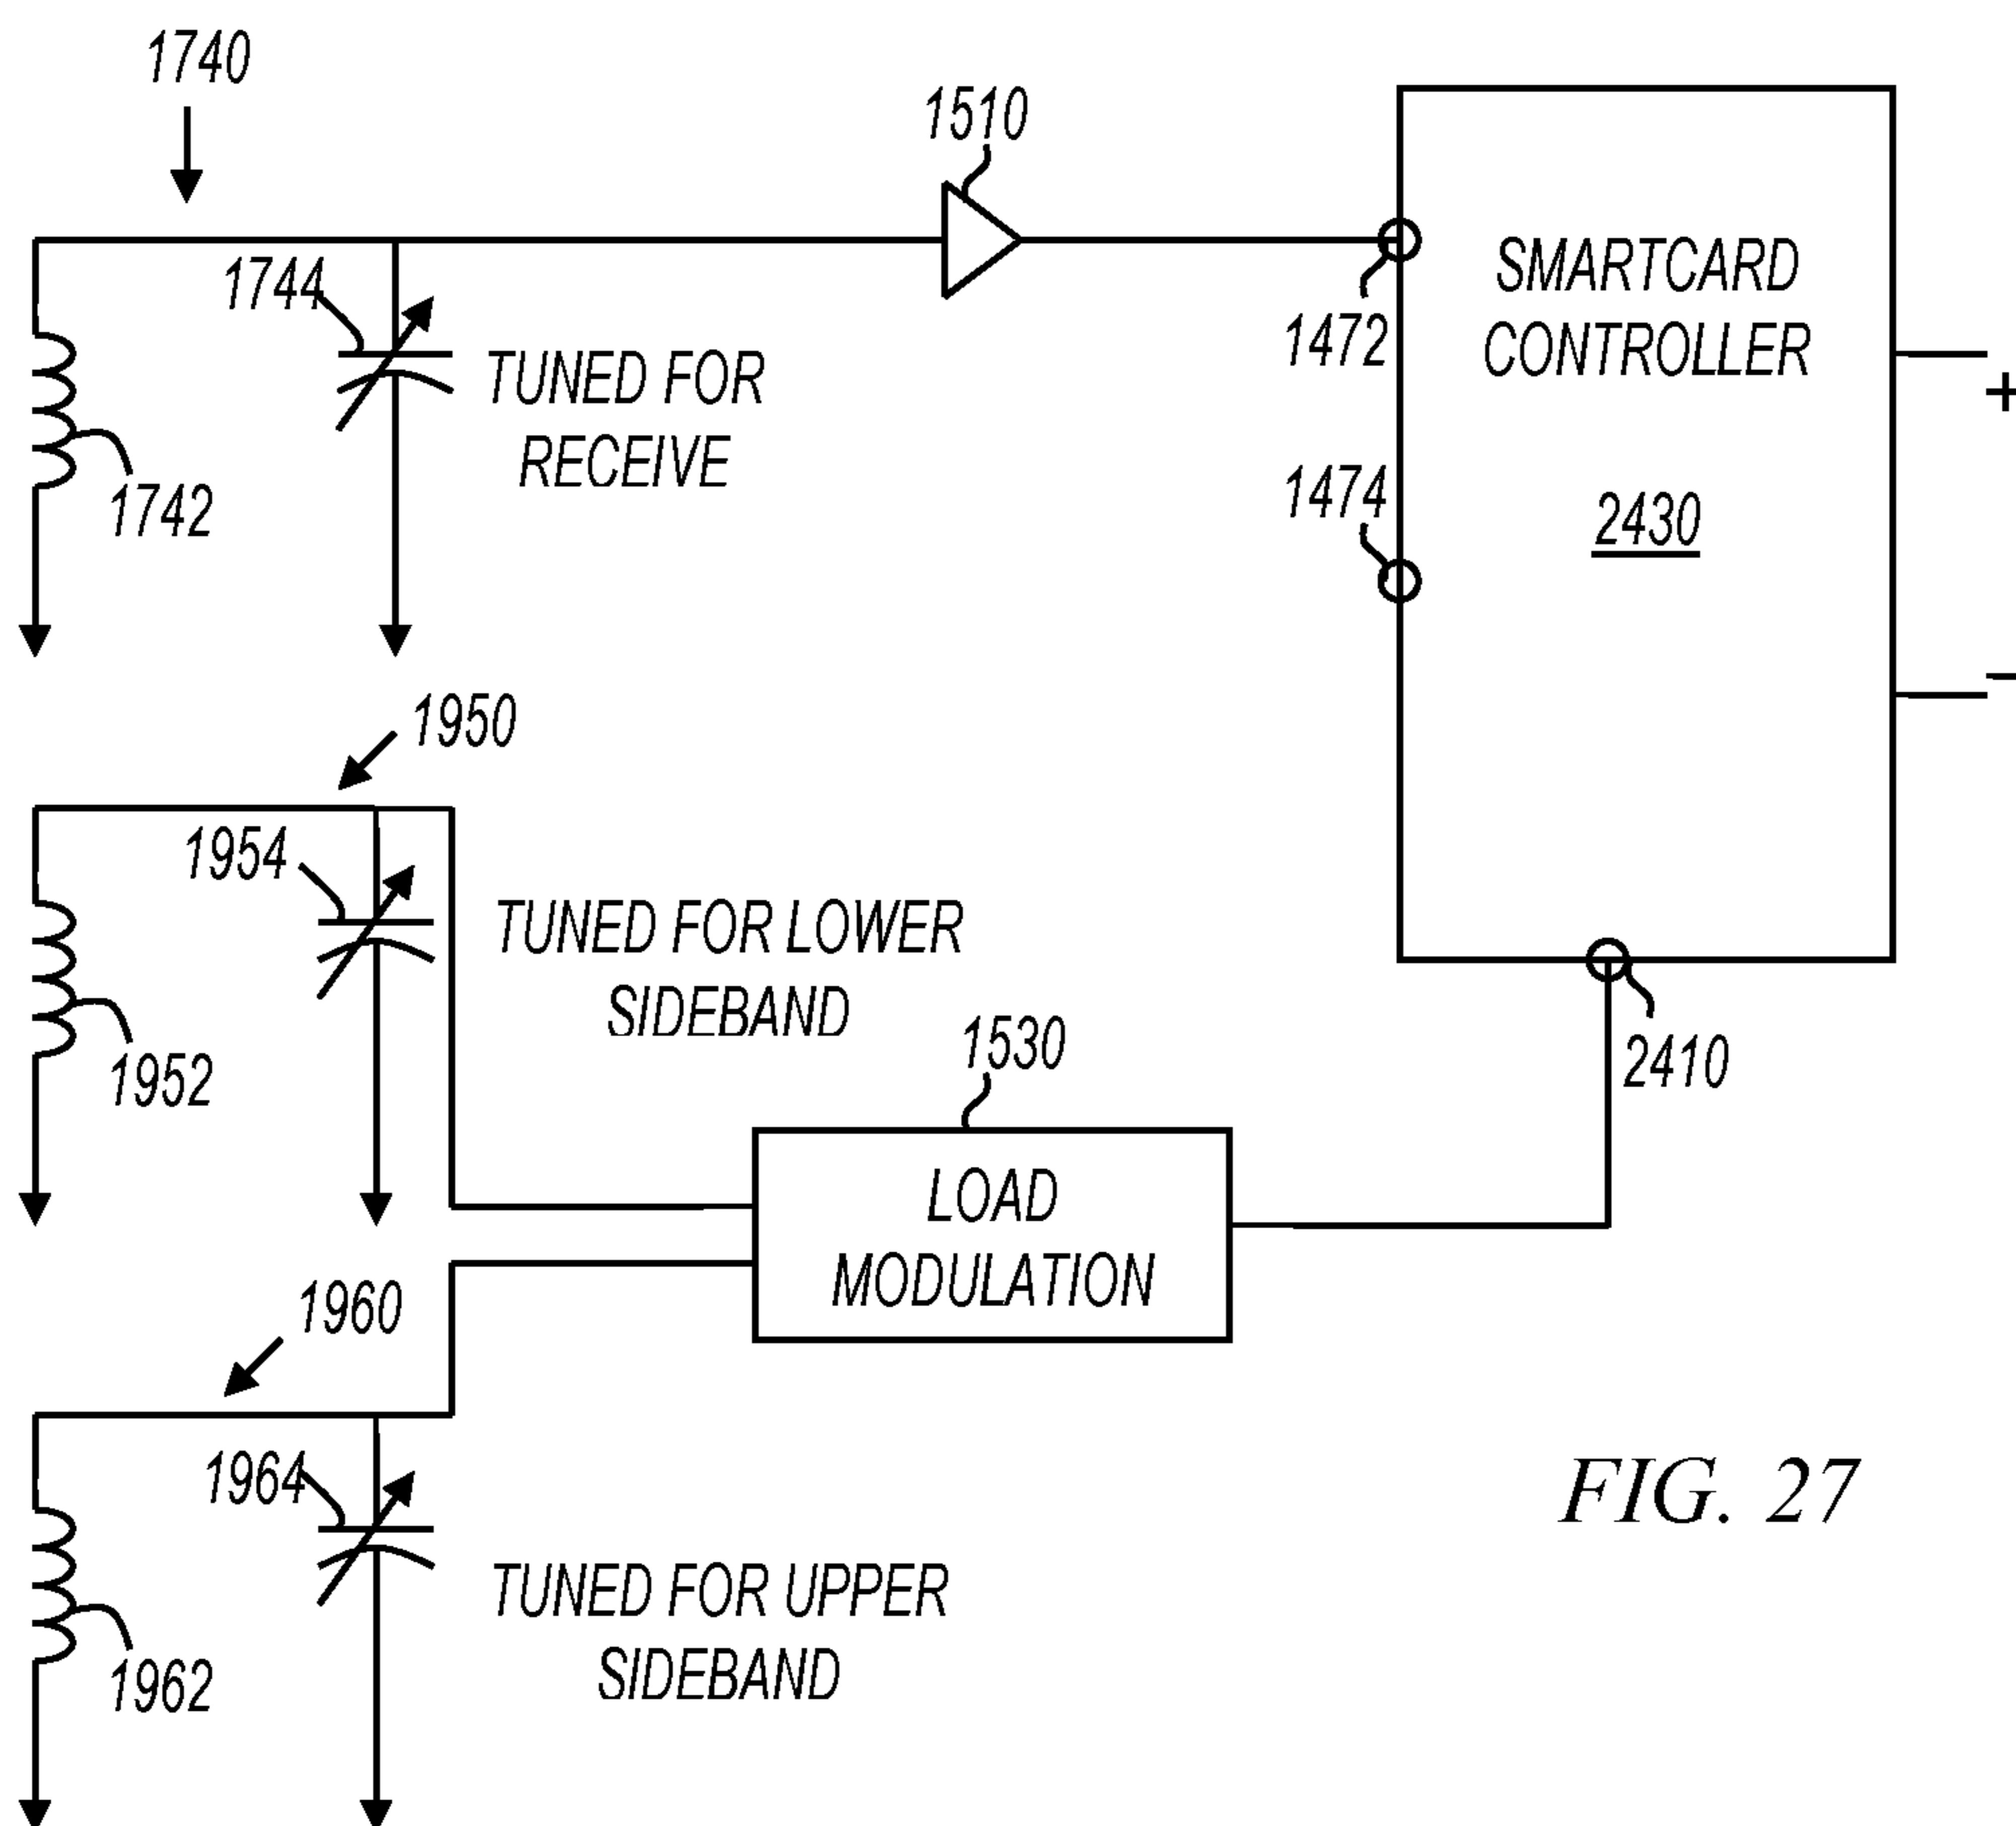 1740
1510
1744
SMARTCARD
CONTROLLER
1472
TUNED FOR
RECEIVE
+
1742
1474
2430
-
1950
1954
TUNED FOR LOWER
SIDEBAND
1952
1530
2410
LOAD
MODULATION
1960
1964
TUNED FOR UPPER
SIDEBAND
1962
FIG. 27